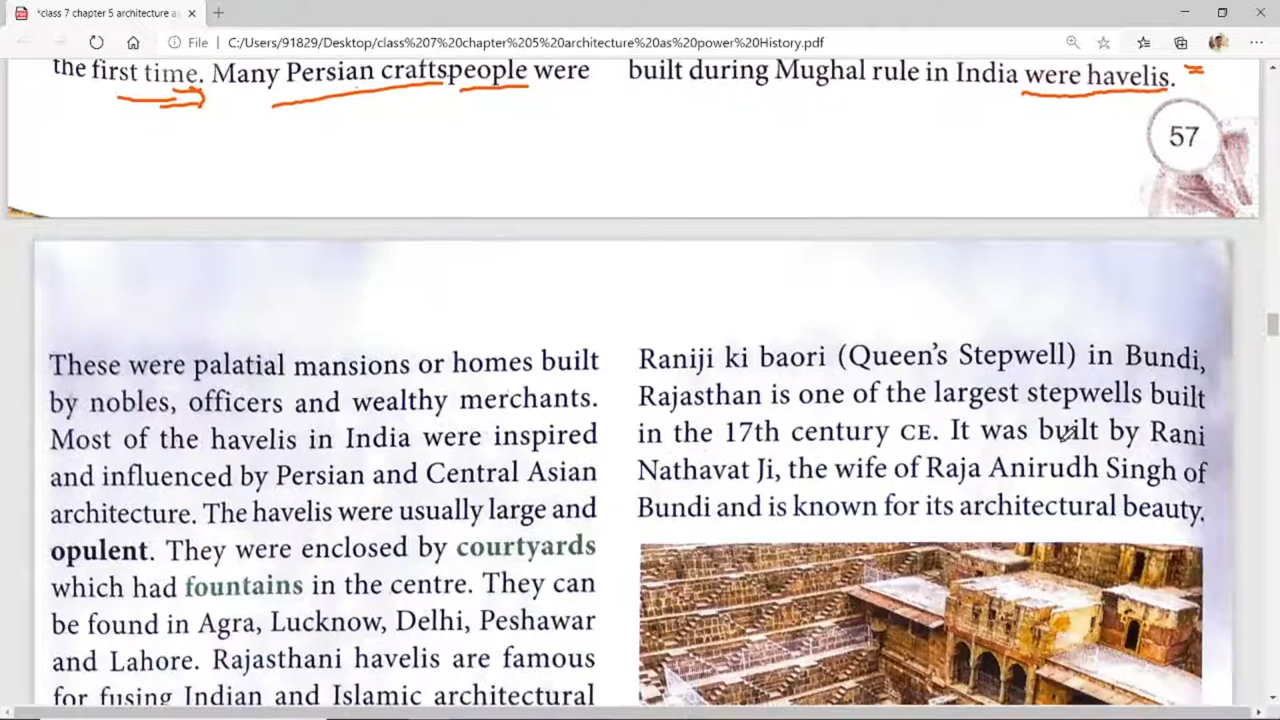 *class 7 chapter 5 architecture a
File
C:/Users/91829/Desktop/class%207%20chapter%205%20architecture%20as%20power%20History.pdf
the first time. Many Persian craftspeople were
built during Mughal rule in India were havelis.
57
These were palatial mansions or homes built
by nobles, officers and wealthy merchants.
Most of the havelis in India were inspired
and influenced by Persian and Central Asian
architecture. The havelis were usually large and
opulent. They were enclosed by courtyards
which had fountains in the centre. They can
be found in Agra, Lucknow, Delhi, Peshawar
and Lahore. Rajasthani havelis are famous
for fusing Indian and Islamic architectural
Raniji ki baori (Queen's Stepwell) in Bundi,
Rajasthan is one of the largest stepwells built
in the 17th century CE. It was built by Rani
Nathavat Ji, the wife of Raja Anirudh Singh of
Bundi and is known for its architectural beauty.